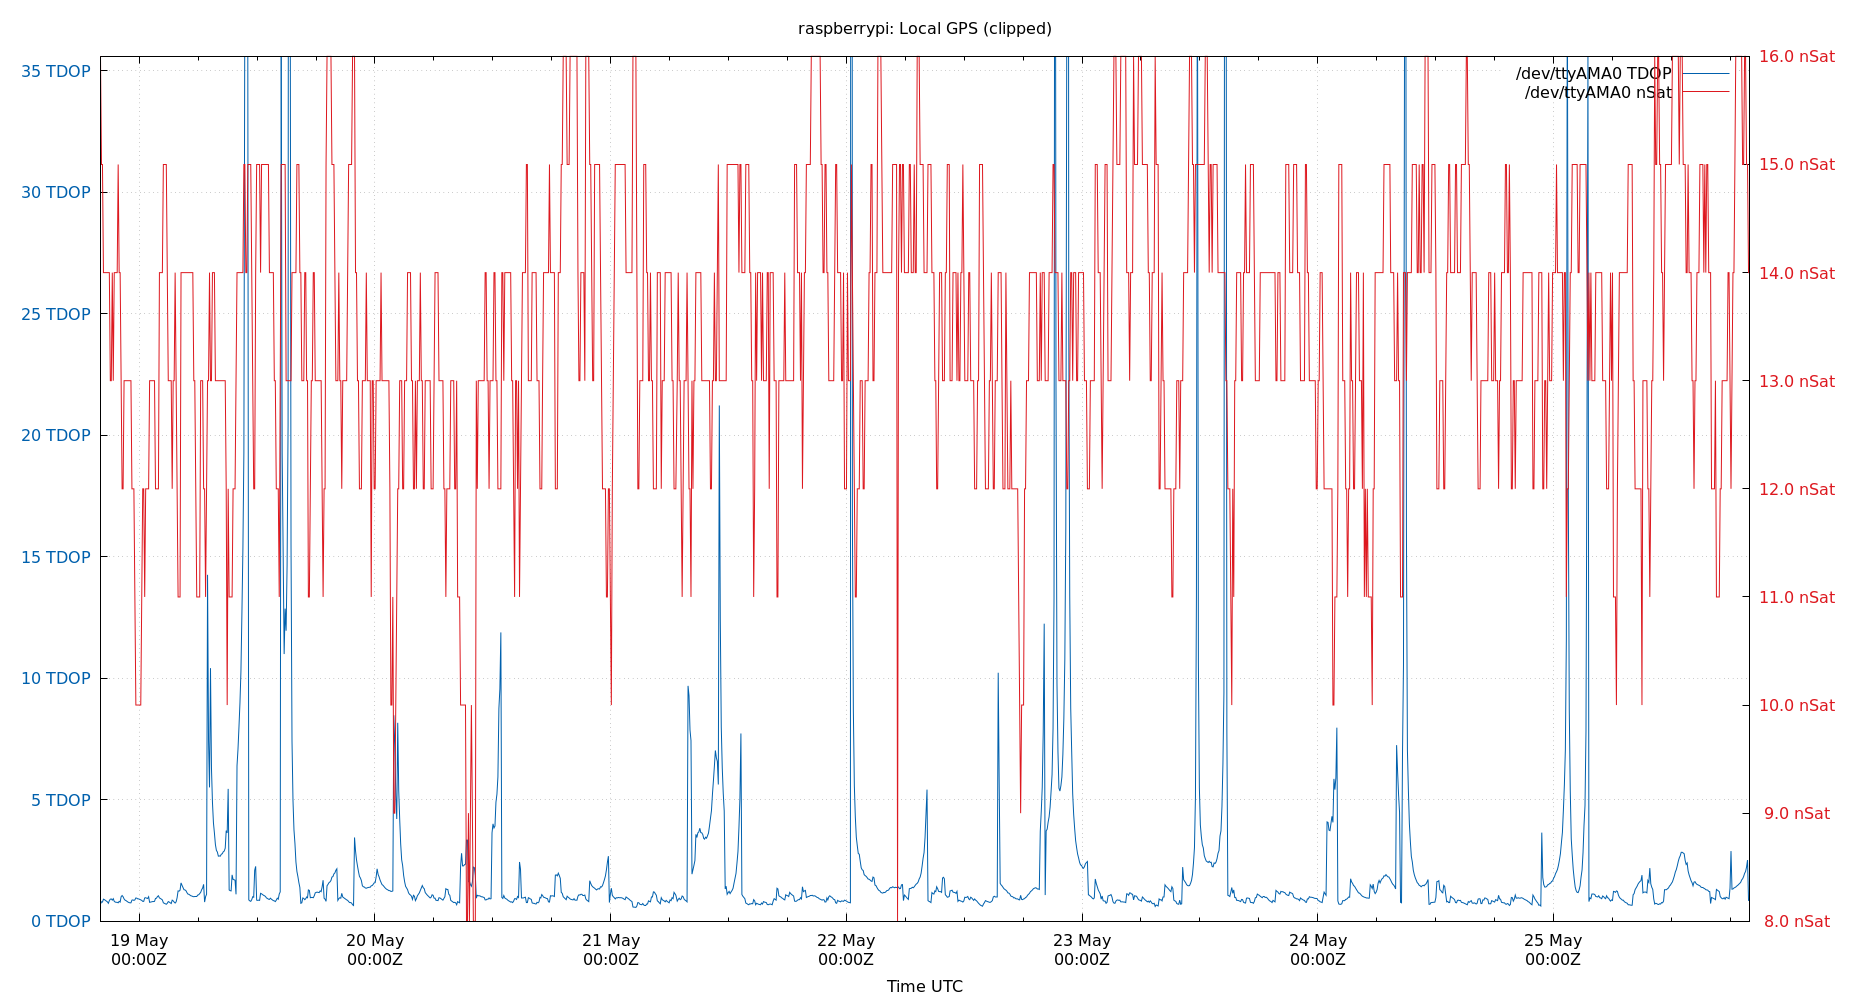 raspberrypi: Local GPS (clipped)
35 TDOP
30 TDOP
25 TDOP
20 TDOP
15 TDOP
10 TDOP
5 TDOP
0 TDOP
16.0 nSat
15.0 nSat
14.0 nSat
13.0 nSat
12.0 nSat
11.0 nSat
10.0 nSat
9.0 nSat
8.0 nSat
/dev/ttyAMA0 TDOP
/dev/ttyAMA0 nSat
19 May
00:00Z
20 May
00:00Z
21 May
00:00Z
22 May
00:00Z
23 May
00:00Z
24 May
00:00Z
25 May
00:00Z
Time UTC